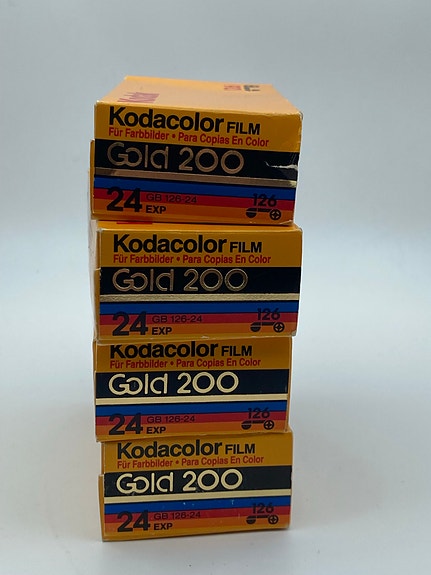 Kodak
Kodacolor FILM
Für Farbbilder • Para Copias En Color
Gold 200
24 GB 126-24
EXP
126
Kodacolor FILM
Für Farbbilder • Para Copias En Color
Gold 200
24 GB 126-24
EXP
126
Kodacolor FILM
Für Farbbilder • Para Copias En Color
Gold 200
24 GB 126-24
EXP
126
Kodacolor FILM
Für Farbbilder • Para Copias En Color
Gold 200
24 GB 126-24
EXP
126